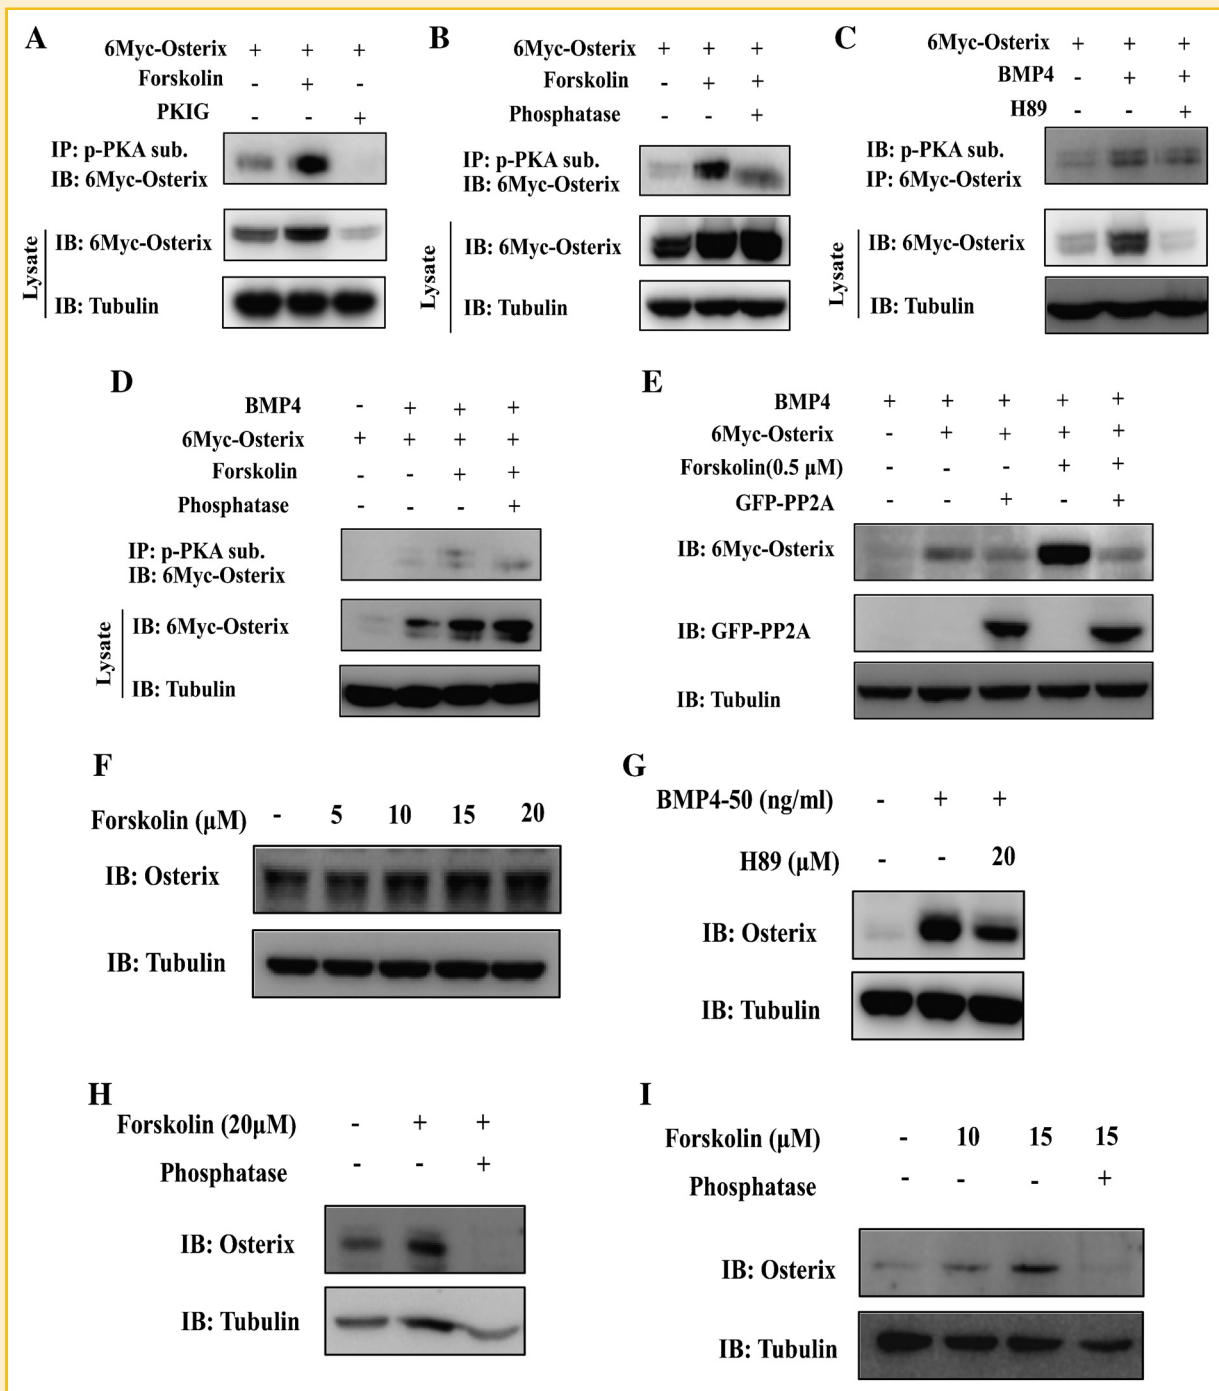 A
6Myc-Osterix + + +
Forskolin - + -
PKIG - - +
IP: p-PKA sub.
IB: 6Myc-Osterix
Lysate
IB: 6Myc-Osterix
IB: Tubulin
B
6Myc-Osterix + + +
Forskolin - + +
Phosphatase - - +
IP: p-PKA sub.
IB: 6Myc-Osterix
Lysate
IB: 6Myc-Osterix
IB: Tubulin
C
6Myc-Osterix + + +
BMP4 - + +
H89 - - +
IB: p-PKA sub.
IP: 6Myc-Osterix
Lysate
IB: 6Myc-Osterix
IB: Tubulin
D
BMP4 - + + +
6Myc-Osterix + + + +
Forskolin - - + +
Phosphatase - - - +
IP: p-PKA sub.
IB: 6Myc-Osterix
Lysate
IB: 6Myc-Osterix
IB: Tubulin
E
BMP4 + + + + +
6Myc-Osterix - + + + +
Forskolin(0.5 μM) - - - + +
GFP-PP2A - - + - +
IB: 6Myc-Osterix
IB: GFP-PP2A
IB: Tubulin
F
Forskolin (μM) - 5 10 15 20
IB: Osterix
IB: Tubulin
G
BMP4-50 (ng/ml) - + +
H89 (μM) - - 20
IB: Osterix
IB: Tubulin
H
Forskolin (20μM) - + +
Phosphatase - - +
IB: Osterix
IB: Tubulin
I
Forskolin (μM) - 10 15 15
Phosphatase - - - +
IB: Osterix
IB: Tubulin